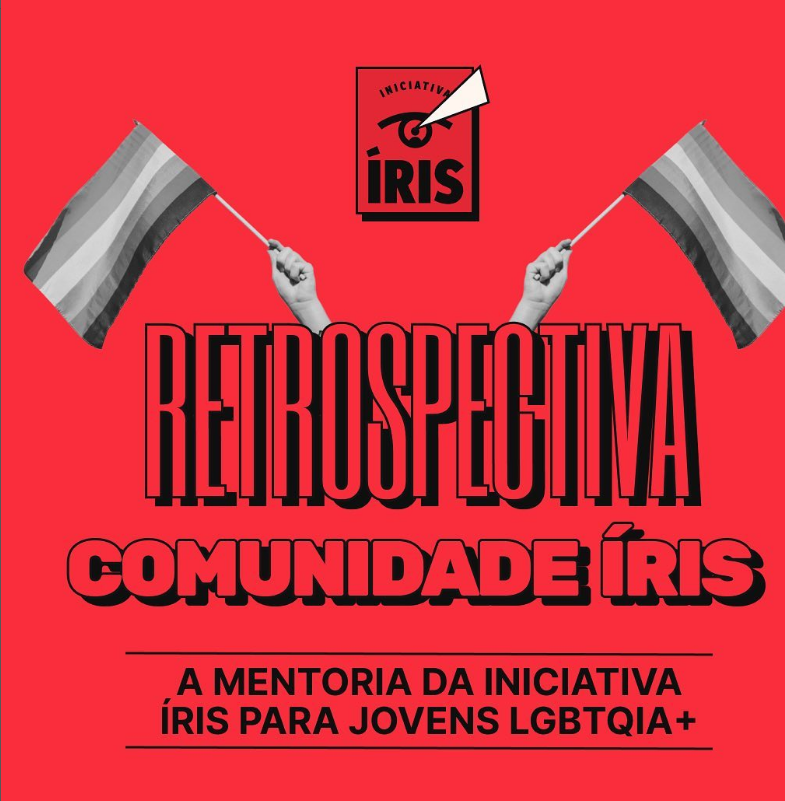 INICIATIVA
ÍRIS
RETROSPECTIVA
COMUNIDADE ÍRIS
A MENTORIA DA INICIATIVA
ÍRIS PARA JOVENS LGBTQIA+